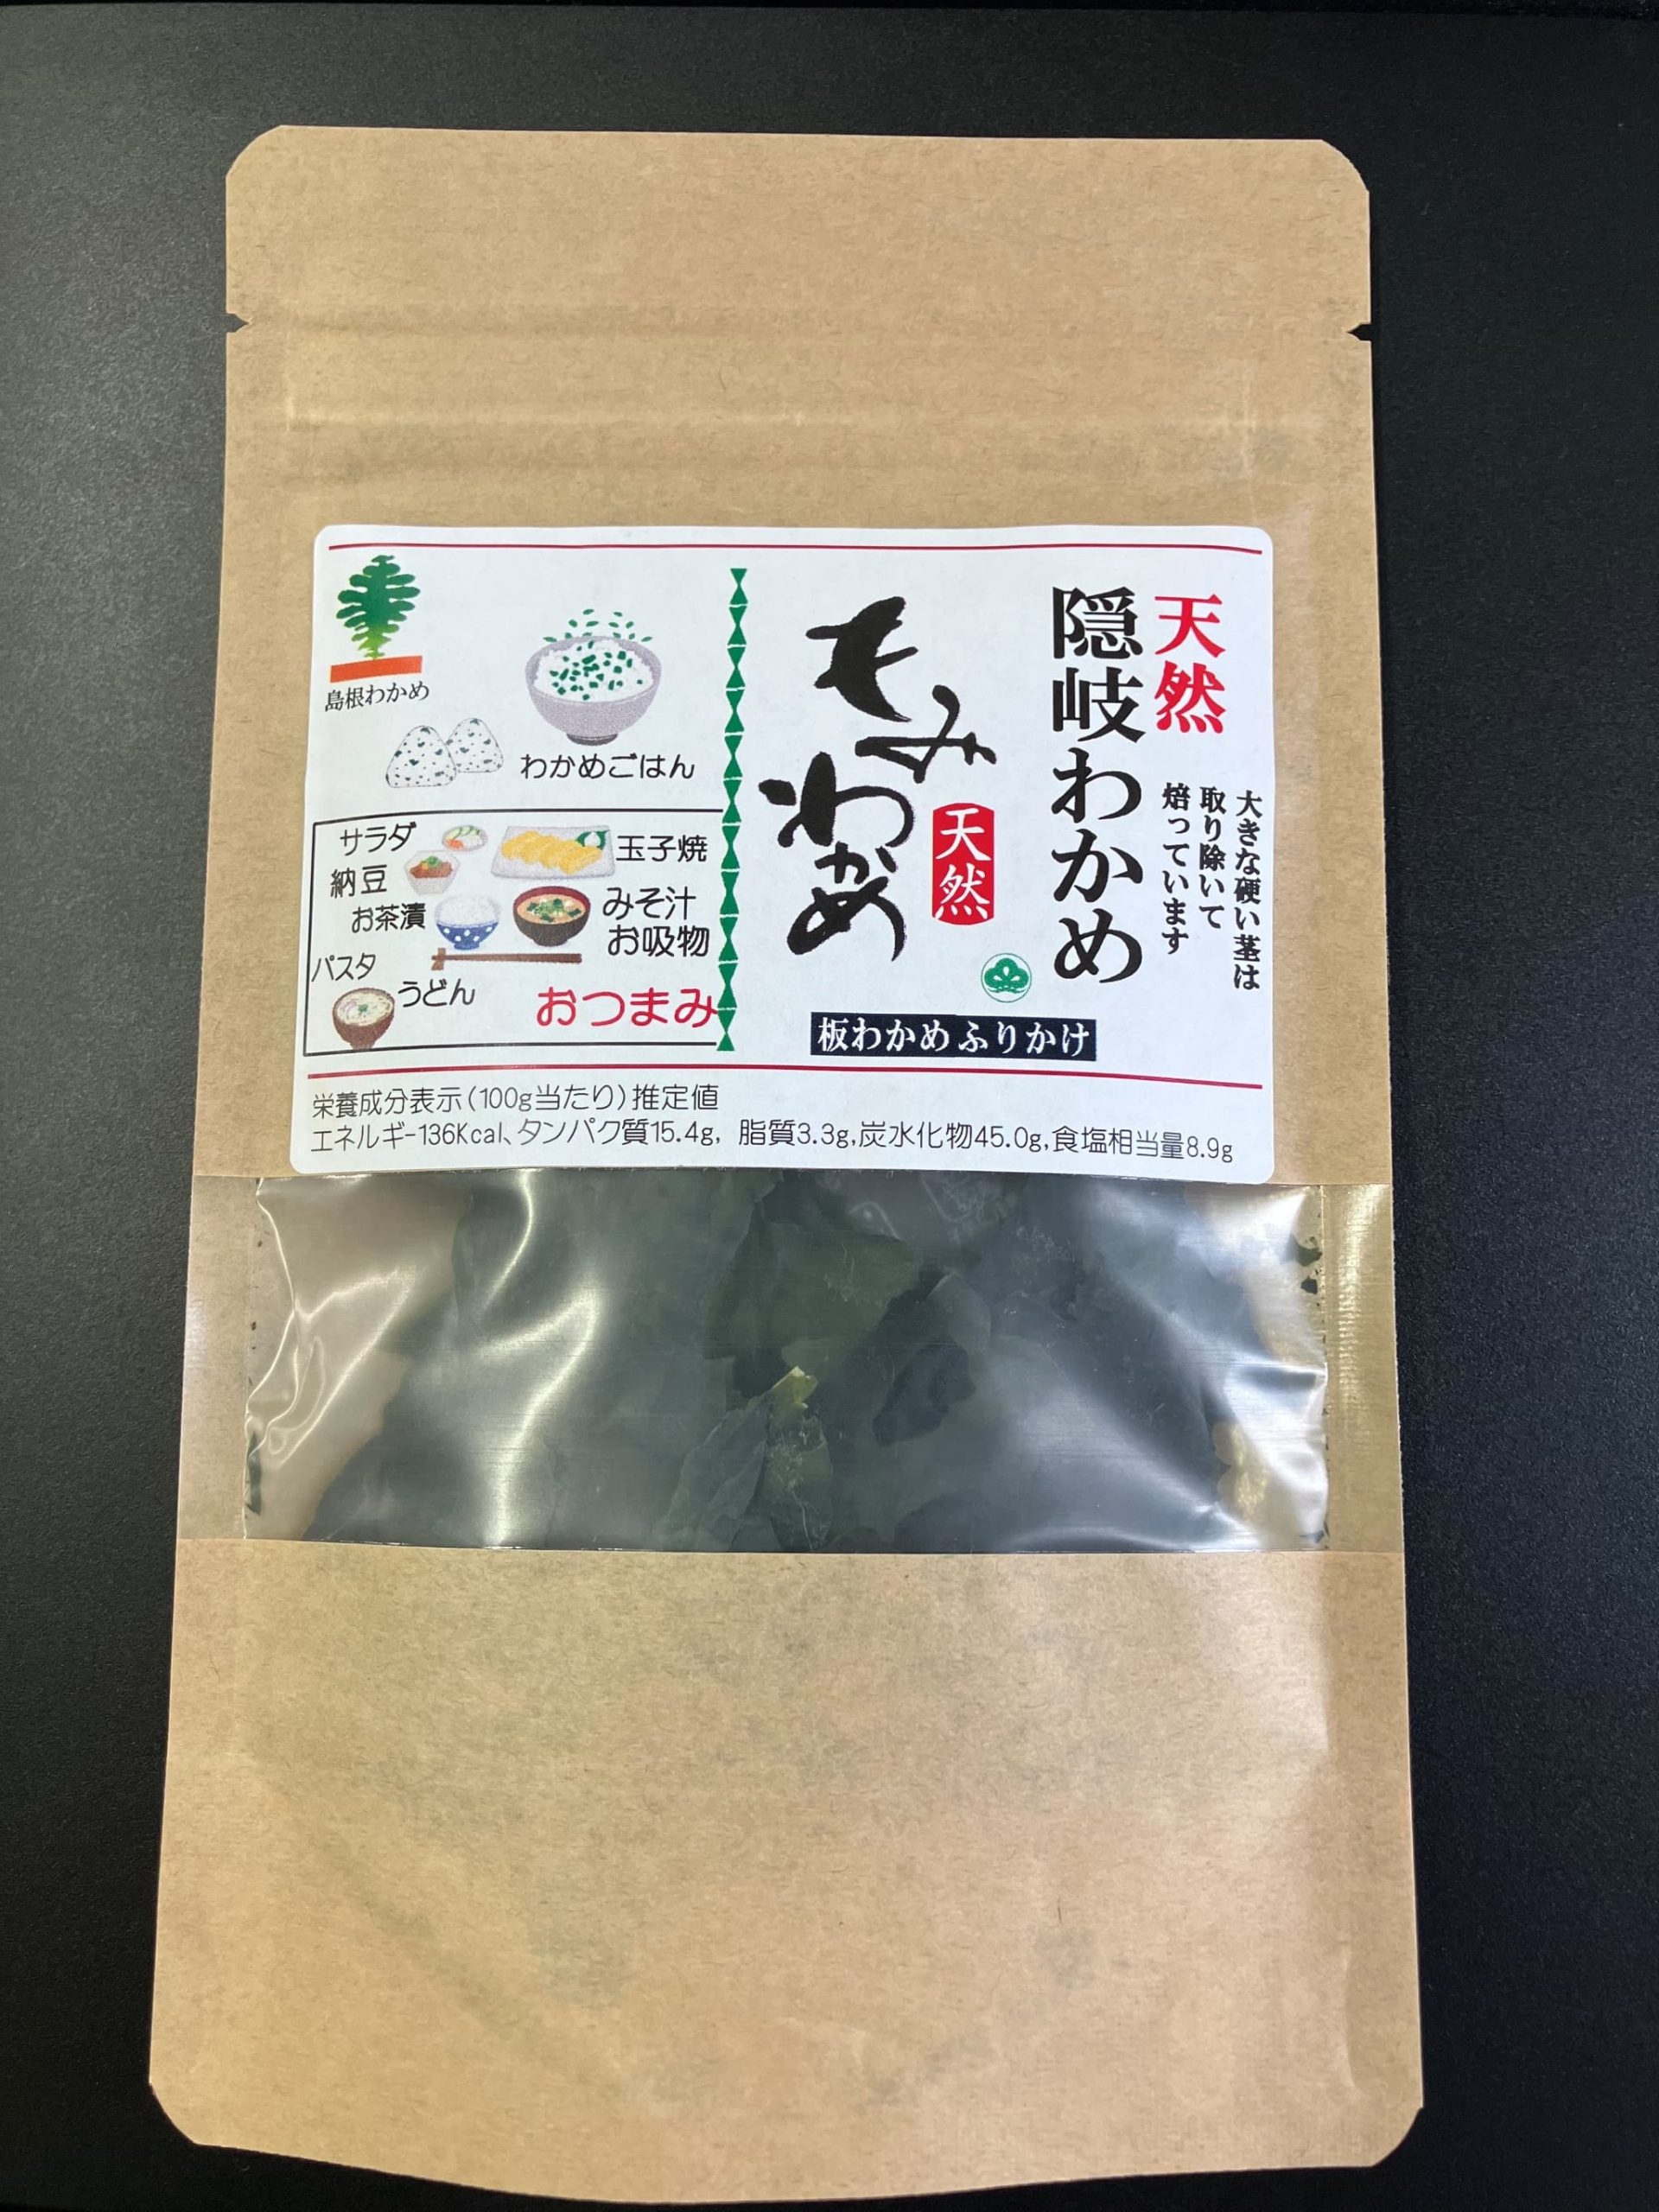 天然
隠岐わかめ
大きな硬い茎は
取り除いて
焙っています
もみわかめ
天然
板わかめふりかけ
島根わかめ
わかめごはん
サラダ
玉子焼
納豆
お茶漬
みそ汁
お吸物
パスタ
うどん
おつまみ
栄養成分表示(100g当たり)推定値
エネルギー136Kcal、タンパク質15.4g, 脂質3.3g,炭水化物45.0g,食塩相当量8.9g